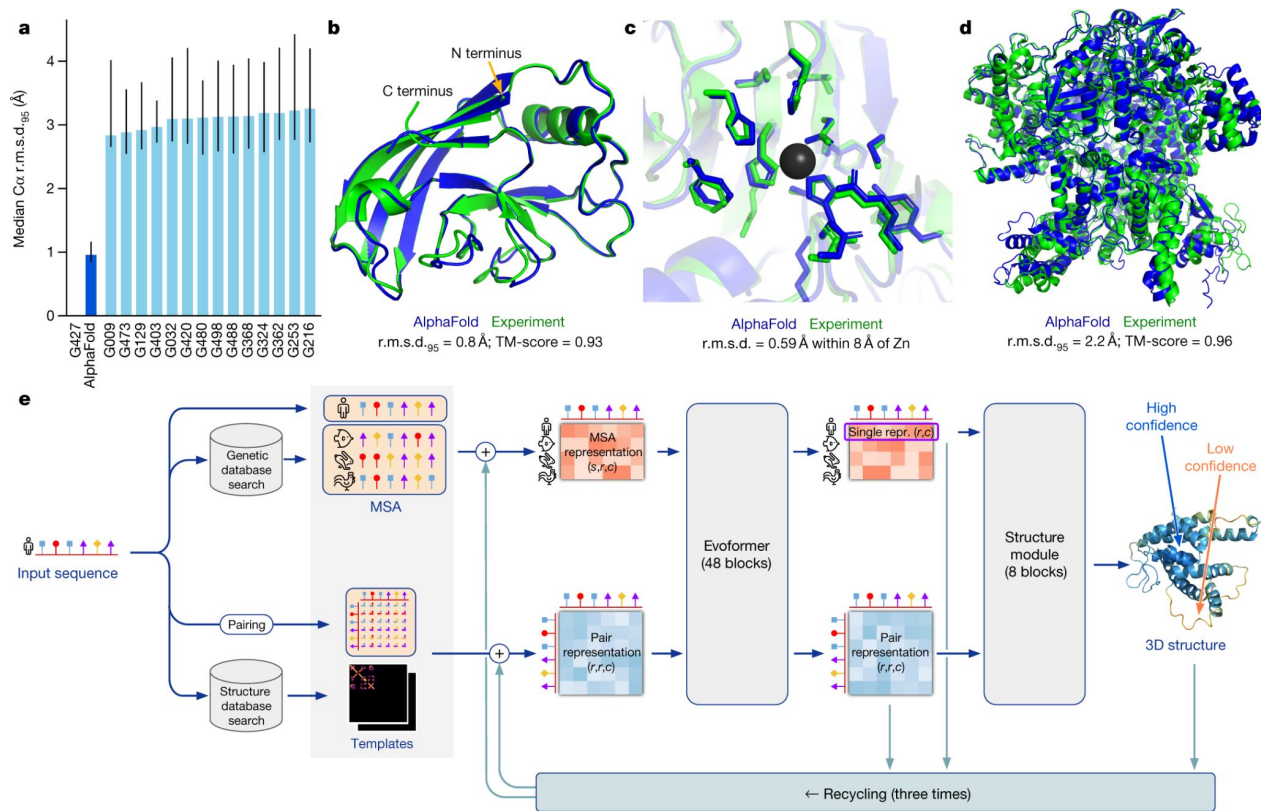 a
Median Cα r.m.s.d.95 (Å)
4
3
2
1
0
G427
AlphaFold
G009
G473
G129
G403
G032
G420
G480
G498
G488
G368
G324
G362
G253
G216
b
N terminus
C terminus
AlphaFold Experiment
r.m.s.d.95 = 0.8 Å; TM-score = 0.93
c
AlphaFold Experiment
r.m.s.d. = 0.59 Å within 8 Å of Zn
d
AlphaFold Experiment
r.m.s.d.95 = 2.2 Å; TM-score = 0.96
e
Input sequence
Genetic
database
search
MSA
Pairing
Structure
database
search
Templates
+
+
MSA
representation
(s,r,c)
Pair
representation
(r,r,c)
Evoformer
(48 blocks)
Single repr. (r,c)
Pair
representation
(r,r,c)
Structure
module
(8 blocks)
High
confidence
Low
confidence
3D structure
← Recycling (three times)